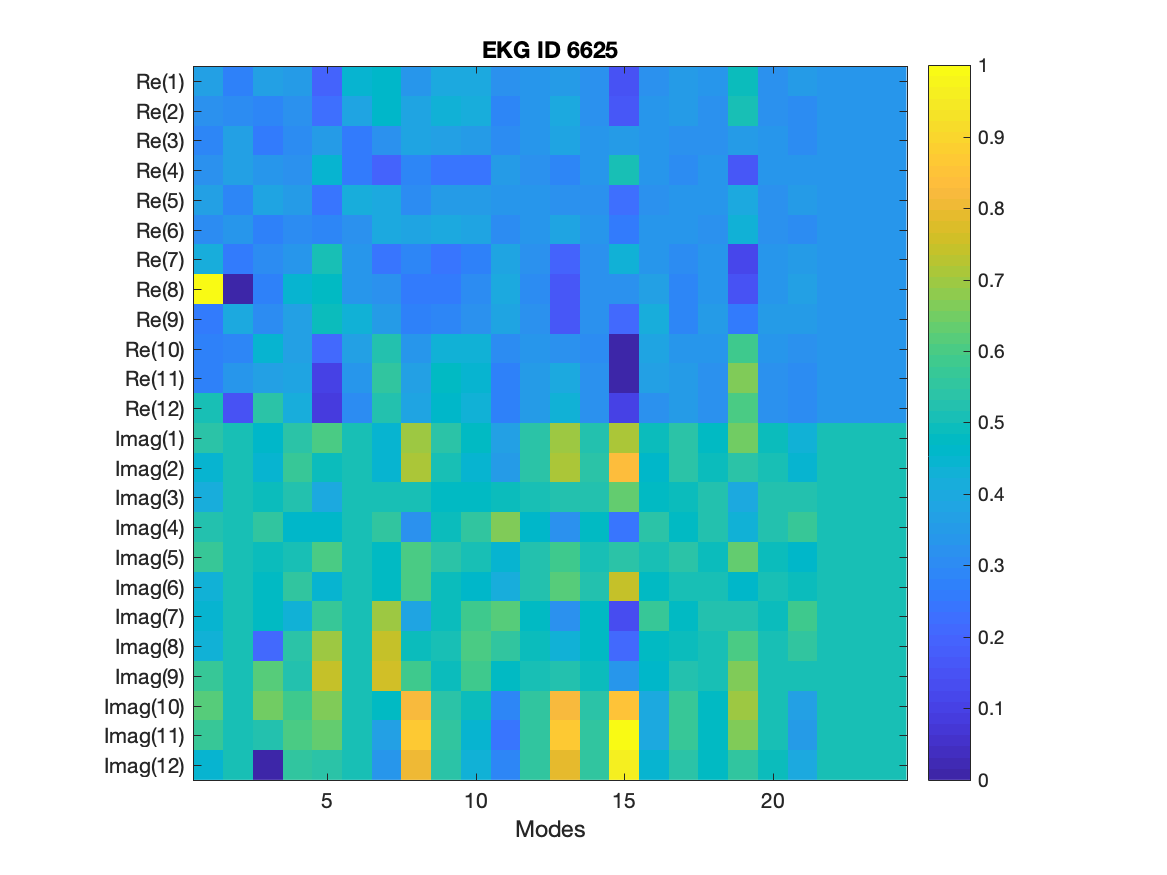 EKG ID 6625
Re(1)
Re(2)
Re(3)
Re(4)
Re(5)
Re(6)
Re(7)
Re(8)
Re(9)
Re(10)
Re(11)
Re(12)
Imag(1)
Imag(2)
Imag(3)
Imag(4)
Imag(5)
Imag(6)
Imag(7)
Imag(8)
Imag(9)
Imag(10)
Imag(11)
Imag(12)
5 10 15 20
Modes
1
0.9
0.8
0.7
0.6
0.5
0.4
0.3
0.2
0.1
0